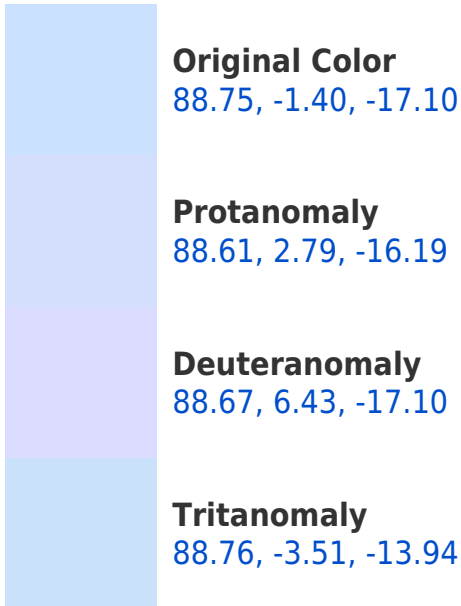 Original Color
88.75, -1.40, -17.10
Protanomaly
88.61, 2.79, -16.19
Deuteranomaly
88.67, 6.43, -17.10
Tritanomaly
88.76, -3.51, -13.94